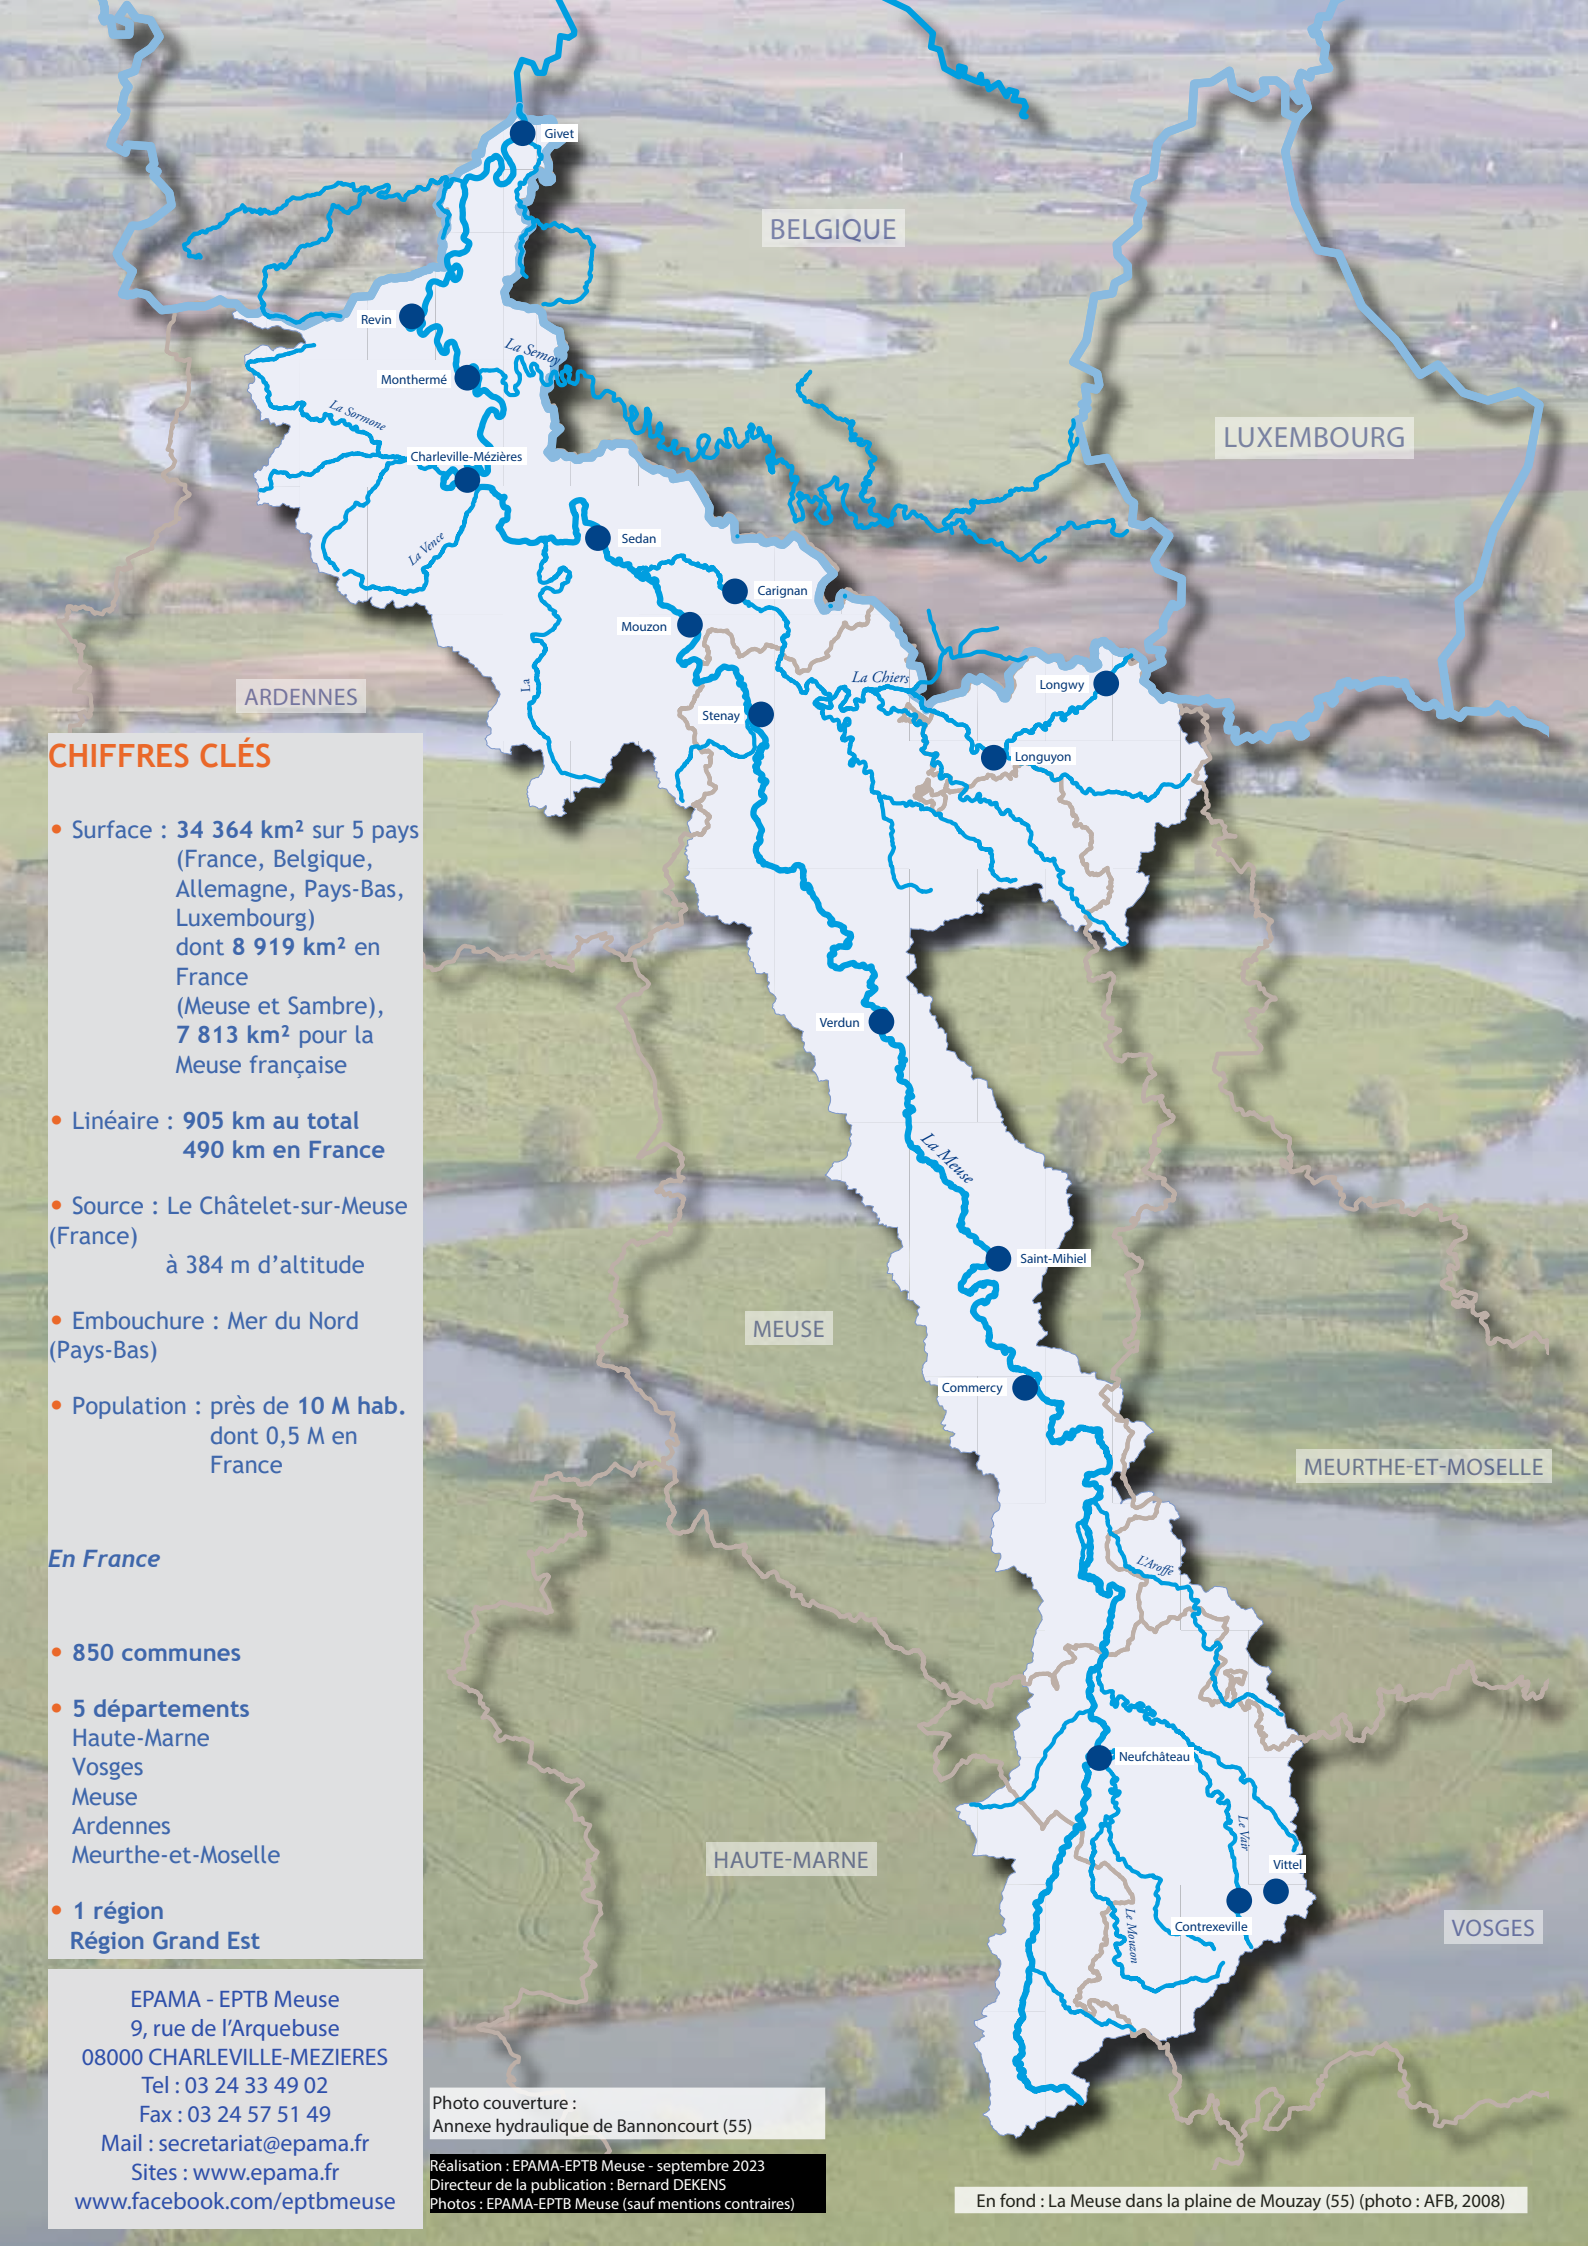 Givet
BELGIQUE
Revin
La Semoy
Monthermé
LUXEMBOURG
La Sormone
Charleville-Mézières
La Vence
Sedan
Carignan
Mouzon
La
La Chiers
Longwy
ARDENNES
Stenay
Longuyon
CHIFFRES CLÉS
• Surface : 34 364 km² sur 5 pays
(France, Belgique,
Allemagne, Pays-Bas,
Luxembourg)
dont 8 919 km² en
France
(Meuse et Sambre),
7 813 km² pour la
Meuse française
• Linéaire : 905 km au total
490 km en France
• Source : Le Châtelet-sur-Meuse
(France)
à 384 m d’altitude
• Embouchure : Mer du Nord
(Pays-Bas)
• Population : près de 10 M hab.
dont 0,5 M en
France
En France
• 850 communes
• 5 départements
Haute-Marne
Vosges
Meuse
Ardennes
Meurthe-et-Moselle
• 1 région
Région Grand Est
Verdun
La Meuse
Saint-Mihiel
MEUSE
Commercy
MEURTHE-ET-MOSELLE
L'Aroffe
Neufchâteau
Le Vair
HAUTE-MARNE
Vittel
Contrexeville
Le Mouzon
VOSGES
EPAMA - EPTB Meuse
9, rue de l’Arquebuse
08000 CHARLEVILLE-MEZIERES
Tel : 03 24 33 49 02
Fax : 03 24 57 51 49
Mail : secretariat@epama.fr
Sites : www.epama.fr
www.facebook.com/eptbmeuse
Photo couverture :
Annexe hydraulique de Bannoncourt (55)
Réalisation : EPAMA-EPTB Meuse - septembre 2023
Directeur de la publication : Bernard DEKENS
Photos : EPAMA-EPTB Meuse (sauf mentions contraires)
En fond : La Meuse dans la plaine de Mouzay (55) (photo : AFB, 2008)